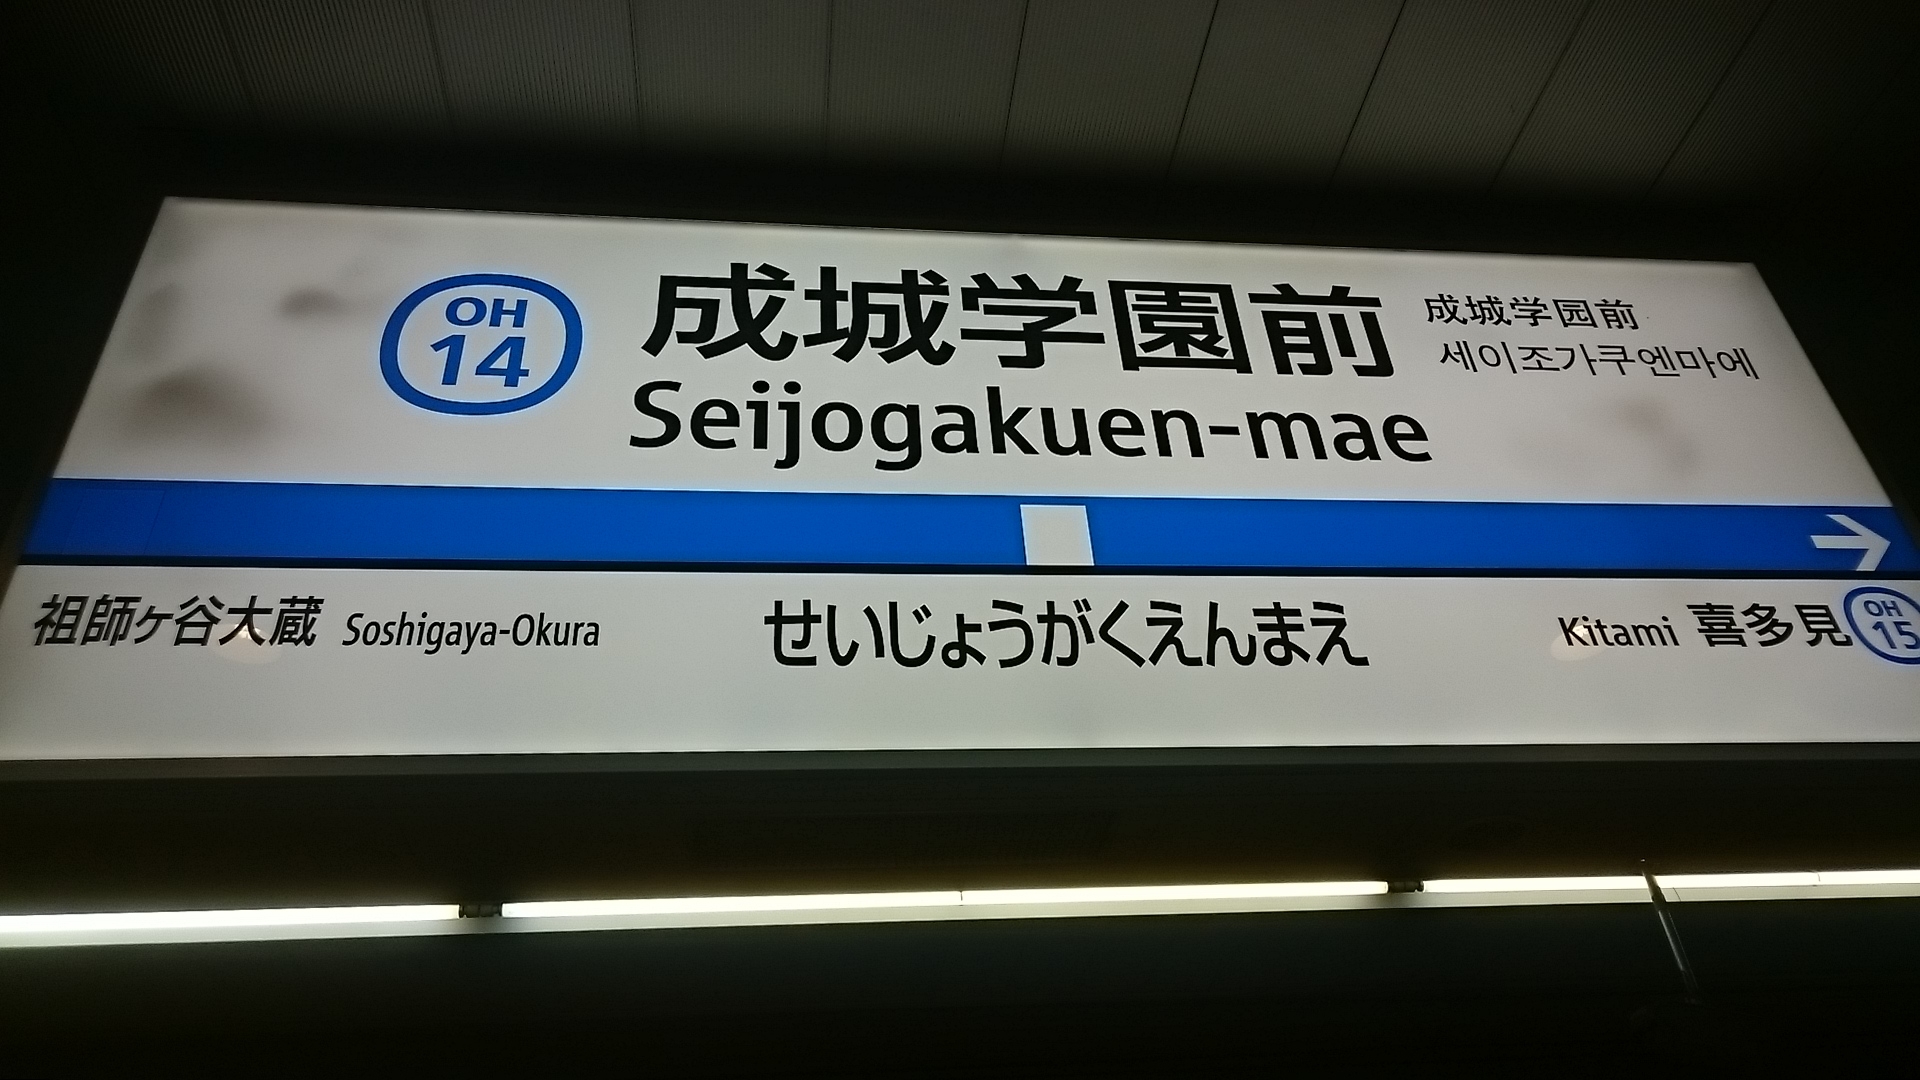 OH
14
成城学園前
成城学园前
세이조가쿠엔마에
Seijogakuen-mae
祖師ヶ谷大蔵 Soshigaya-Okura
せいじょうがくえんまえ
Kitami 喜多見
OH
15